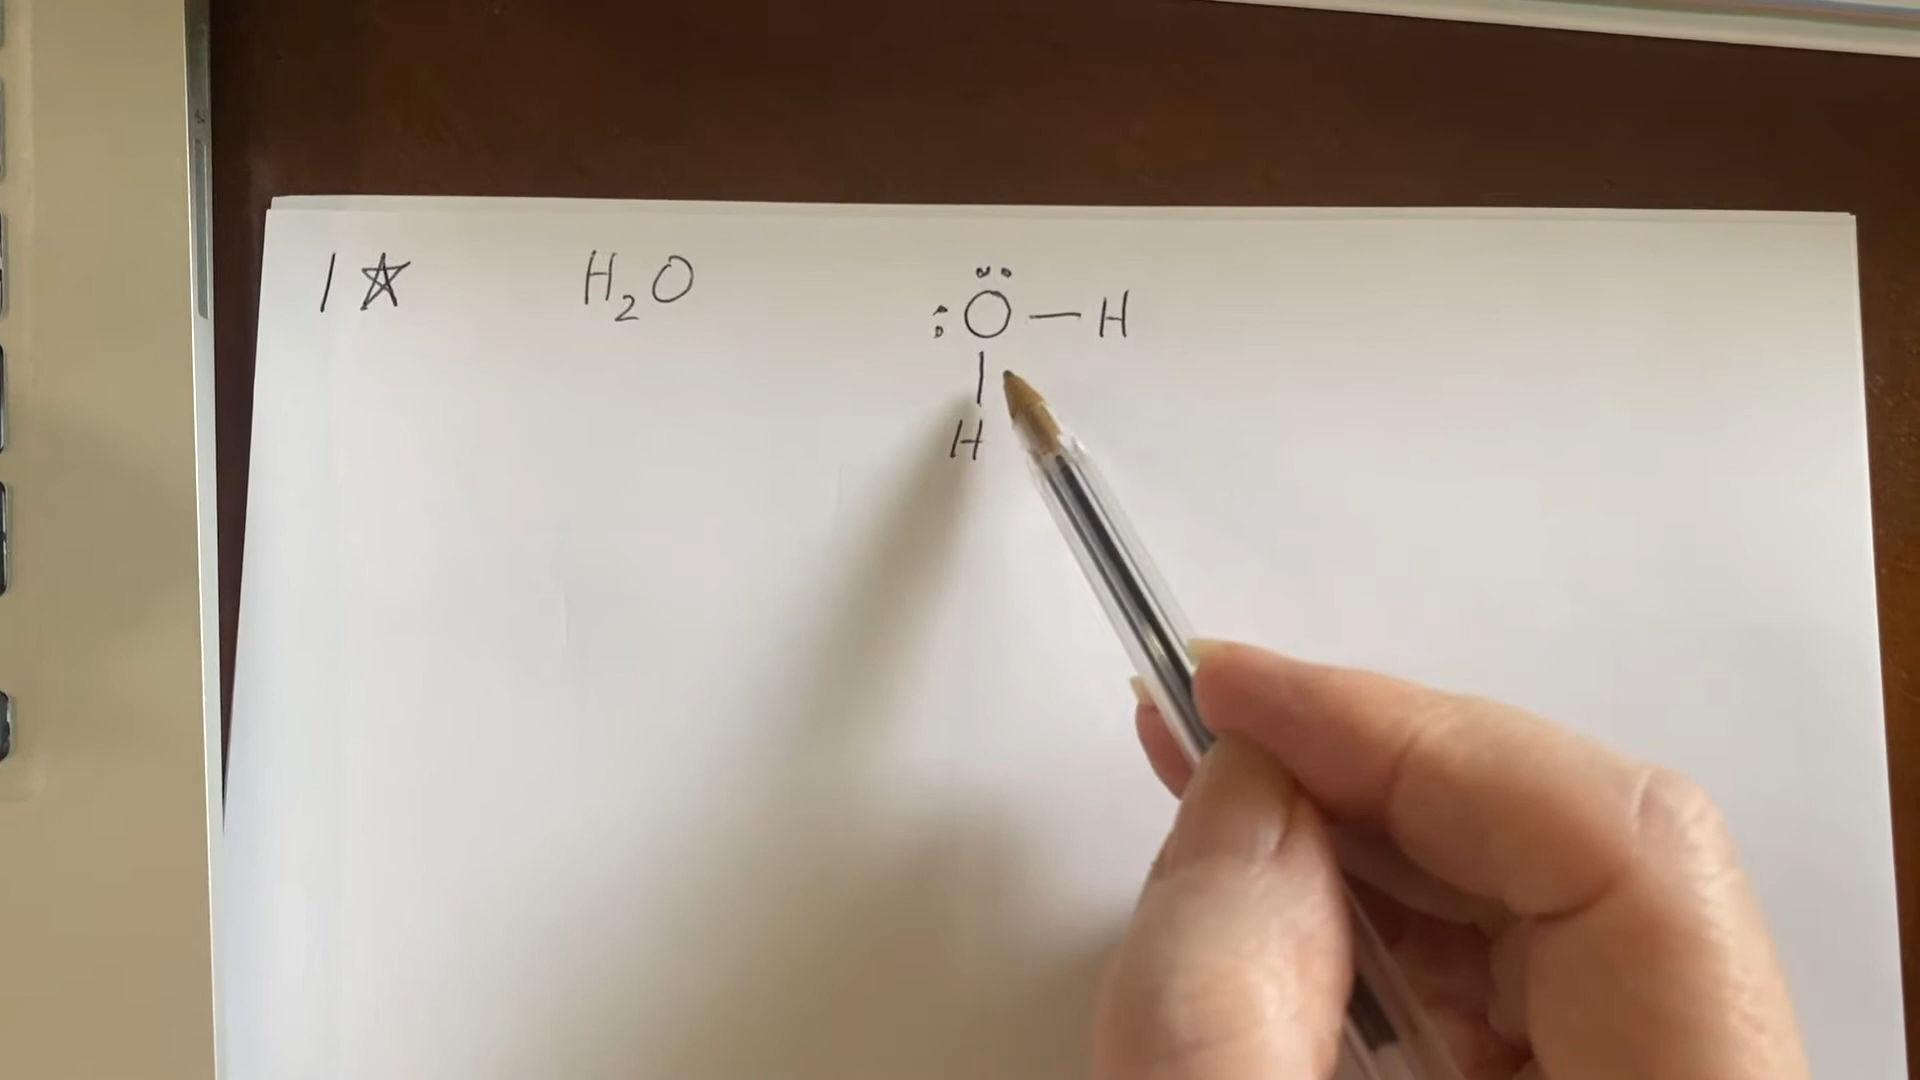 1 ☆ H₂O
:Ö — H
|
H